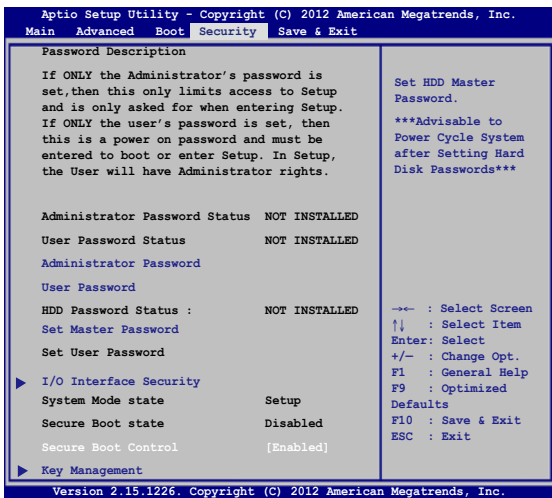 Aptio Setup Utility - Copyright (C) 2012 American Megatrends, Inc.
Main Advanced Boot Security Save & Exit
Password Description
If ONLY the Administrator's password is
set,then this only limits access to Setup
and is only asked for when entering Setup.
If ONLY the user's password is set, then
this is a power on password and must be
entered to boot or enter Setup. In Setup,
the User will have Administrator rights.
Administrator Password Status NOT INSTALLED
User Password Status NOT INSTALLED
Administrator Password
User Password
HDD Password Status : NOT INSTALLED
Set Master Password
Set User Password
I/O Interface Security
System Mode state Setup
Secure Boot state Disabled
Secure Boot Control [Enabled]
Key Management
Set HDD Master
Password.
***Advisable to
Power Cycle System
after Setting Hard
Disk Passwords***
→← : Select Screen
↑↓ : Select Item
Enter: Select
+/— : Change Opt.
F1 : General Help
F9 : Optimized
Defaults
F10 : Save & Exit
ESC : Exit
Version 2.15.1226. Copyright (C) 2012 American Megatrends, Inc.